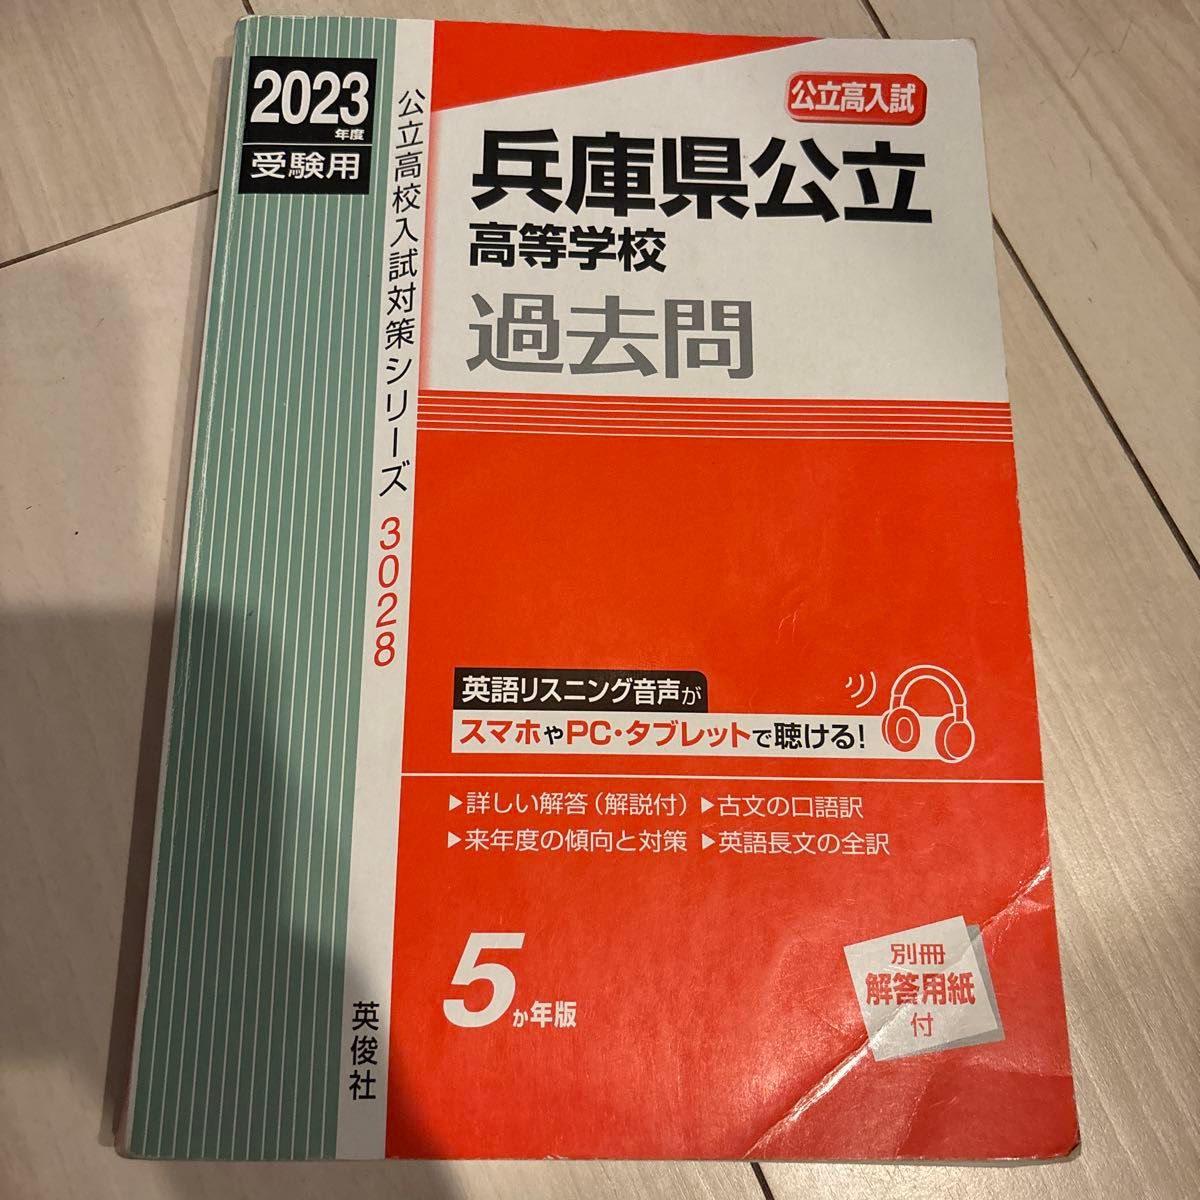 2023
年度
受験用
公立高校入試対策シリーズ 3028
英俊社
公立高入試
兵庫県公立
高等学校
過去問
英語リスニング音声が
スマホやPC・タブレットで聴ける!
▶詳しい解答(解説付) ▶古文の口語訳
▶来年度の傾向と対策 ▶英語長文の全訳
5か年版
別冊
解答用紙
付